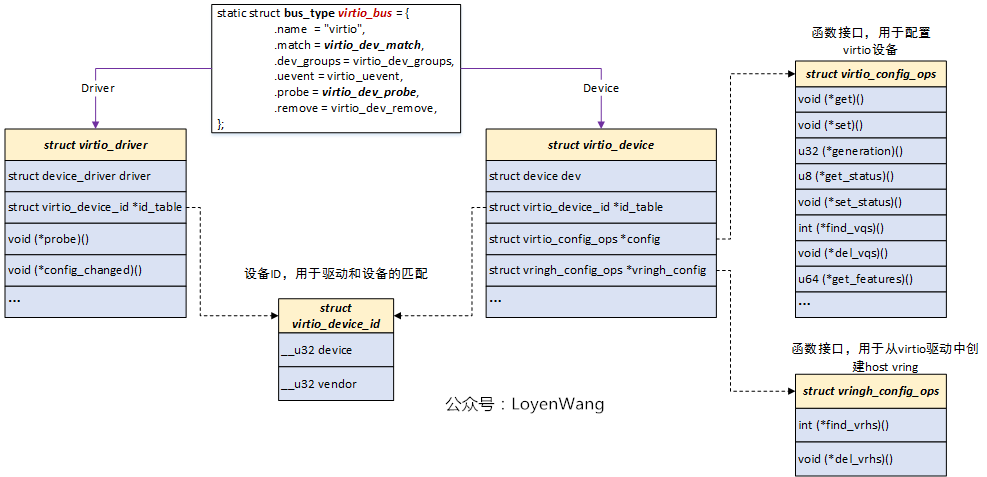 static struct bus_type virtio_bus = {
.name = "virtio",
.match = virtio_dev_match,
.dev_groups = virtio_dev_groups,
.uevent = virtio_uevent,
.probe = virtio_dev_probe,
.remove = virtio_dev_remove,
};
Driver
Device
struct virtio_driver
struct device_driver driver
struct virtio_device_id *id_table
void (*probe)()
void (*config_changed)()
...
struct virtio_device
struct device dev
struct virtio_device_id *id_table
struct virtio_config_ops *config
struct vringh_config_ops *vringh_config
...
函数接口，用于配置
virtio设备
struct virtio_config_ops
void (*get)()
void (*set)()
u32 (*generation)()
u8 (*get_status)()
void (*set_status)()
int (*find_vqs)()
void (*del_vqs)()
u64 (*get_features)()
...
设备ID，用于驱动和设备的匹配
struct
virtio_device_id
__u32 device
__u32 vendor
函数接口，用于从virtio驱动中创
建host vring
struct vringh_config_ops
int (*find_vrhs)()
void (*del_vrhs)()
公众号：LoyenWang